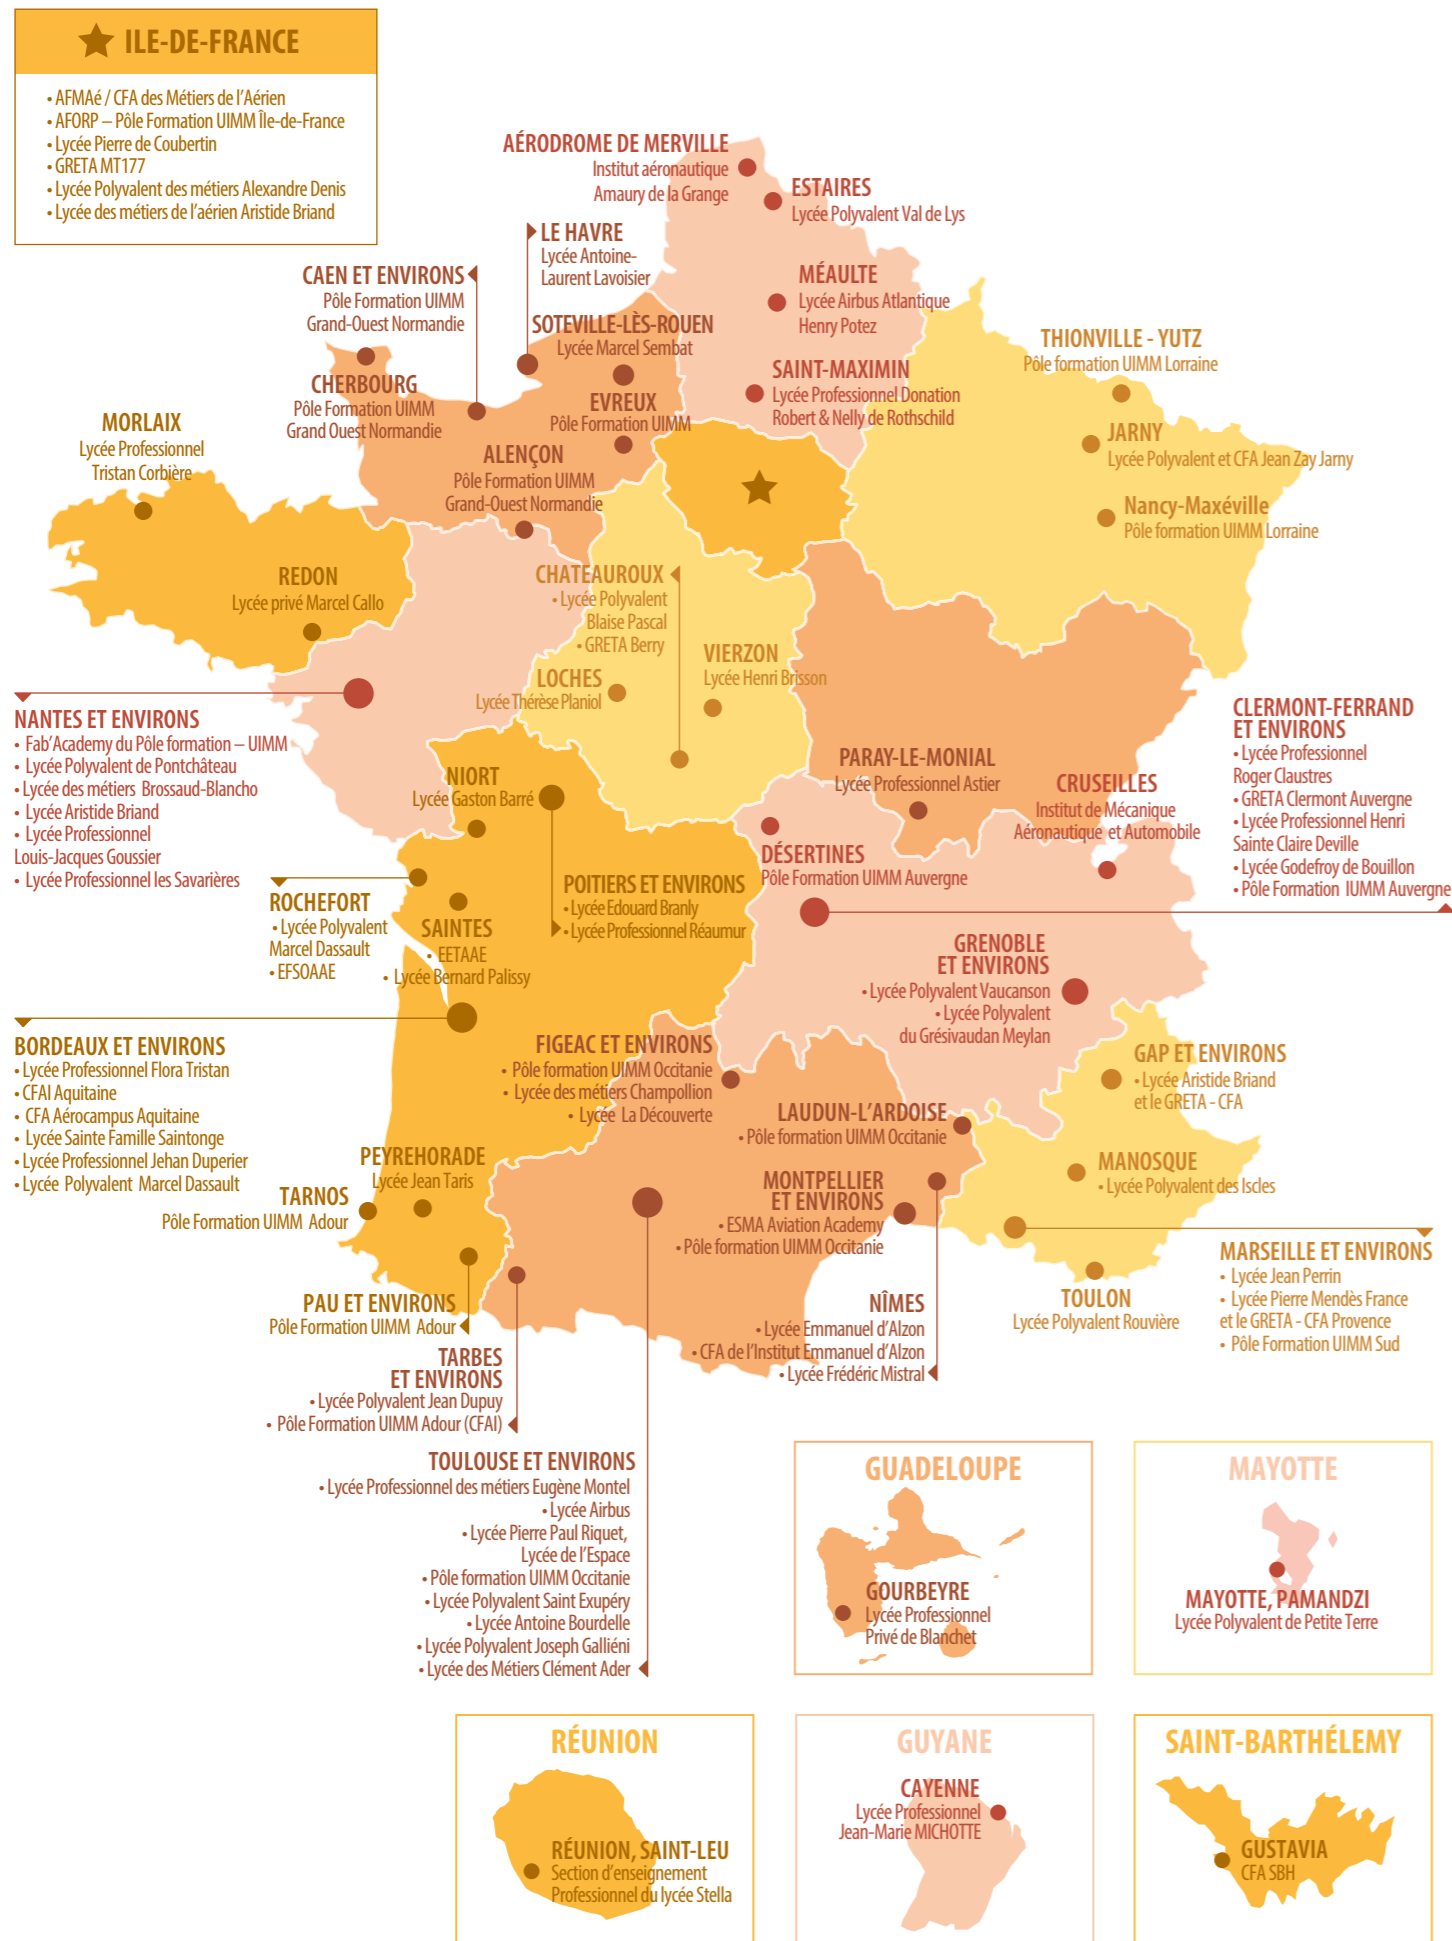 ILE-DE-FRANCE
• AFMAé / CFA des Métiers de l'Aérien
• AFORP – Pôle Formation UIMM Île-de-France
• Lycée Pierre de Coubertin
• GRETA MT177
• Lycée Polyvalent des métiers Alexandre Denis
• Lycée des métiers de l'aérien Aristide Briand
AÉRODROME DE MERVILLE
Institut aéronautique
Amaury de la Grange
ESTAIRES
Lycée Polyvalent Val de Lys
LE HAVRE
Lycée Antoine-
Laurent Lavoisier
CAEN ET ENVIRONS
Pôle Formation UIMM
Grand-Ouest Normandie
MÉAULTE
Lycée Airbus Atlantique
Henry Potez
SOTEVILLE-LÈS-ROUEN
Lycée Marcel Sembat
THIONVILLE - YUTZ
Pôle formation UIMM Lorraine
SAINT-MAXIMIN
Lycée Professionnel Donation
Robert & Nelly de Rothschild
CHERBOURG
Pôle Formation UIMM
Grand Ouest Normandie
EVREUX
Pôle Formation UIMM
MORLAIX
Lycée Professionnel
Tristan Corbière
JARNY
Lycée Polyvalent et CFA Jean Zay Jarny
ALENÇON
Pôle Formation UIMM
Grand-Ouest Normandie
Nancy-Maxéville
Pôle formation UIMM Lorraine
REDON
Lycée privé Marcel Callo
CHATEAUROUX
• Lycée Polyvalent
Blaise Pascal
• GRETA Berry
VIERZON
Lycée Henri Brisson
LOCHES
Lycée Thérèse Planiol
NANTES ET ENVIRONS
• Fab'Academy du Pôle formation – UIMM
• Lycée Polyvalent de Pontchâteau
• Lycée des métiers Brossaud-Blancho
• Lycée Aristide Briand
• Lycée Professionnel
Louis-Jacques Goussier
• Lycée Professionnel les Savarières
CLERMONT-FERRAND
ET ENVIRONS
• Lycée Professionnel
Roger Claustres
• GRETA Clermont Auvergne
• Lycée Professionnel Henri
Sainte Claire Deville
• Lycée Godefroy de Bouillon
• Pôle Formation IUMM Auvergne
NIORT
Lycée Gaston Barré
PARAY-LE-MONIAL
Lycée Professionnel Astier
CRUSEILLES
Institut de Mécanique
Aéronautique et Automobile
DÉSERTINES
Pôle Formation UIMM Auvergne
POITIERS ET ENVIRONS
• Lycée Edouard Branly
• Lycée Professionnel Réaumur
ROCHEFORT
• Lycée Polyvalent
Marcel Dassault
• EFSOAAE
SAINTES
• EETAAE
• Lycée Bernard Palissy
GRENOBLE
ET ENVIRONS
• Lycée Polyvalent Vaucanson
• Lycée Polyvalent
du Grésivaudan Meylan
BORDEAUX ET ENVIRONS
• Lycée Professionnel Flora Tristan
• CFAI Aquitaine
• CFA Aérocampus Aquitaine
• Lycée Sainte Famille Saintonge
• Lycée Professionnel Jehan Duperier
• Lycée Polyvalent Marcel Dassault
FIGEAC ET ENVIRONS
• Pôle formation UIMM Occitanie
• Lycée des métiers Champollion
• Lycée La Découverte
GAP ET ENVIRONS
• Lycée Aristide Briand
et le GRETA - CFA
LAUDUN-L'ARDOISE
• Pôle formation UIMM Occitanie
PEYREHORADE
Lycée Jean Taris
MANOSQUE
• Lycée Polyvalent des Iscles
MONTPELLIER
ET ENVIRONS
• ESMA Aviation Academy
• Pôle formation UIMM Occitanie
TARNOS
Pôle Formation UIMM Adour
MARSEILLE ET ENVIRONS
• Lycée Jean Perrin
• Lycée Pierre Mendès France
et le GRETA - CFA Provence
• Pôle Formation UIMM Sud
PAU ET ENVIRONS
Pôle Formation UIMM Adour
NÎMES
• Lycée Emmanuel d'Alzon
• CFA de l'Institut Emmanuel d'Alzon
• Lycée Frédéric Mistral
TOULON
Lycée Polyvalent Rouvière
TARBES
ET ENVIRONS
• Lycée Polyvalent Jean Dupuy
• Pôle Formation UIMM Adour (CFAI)
TOULOUSE ET ENVIRONS
• Lycée Professionnel des métiers Eugène Montel
• Lycée Airbus
• Lycée Pierre Paul Riquet,
Lycée de l'Espace
• Pôle formation UIMM Occitanie
• Lycée Polyvalent Saint Exupéry
• Lycée Antoine Bourdelle
• Lycée Polyvalent Joseph Galliéni
• Lycée des Métiers Clément Ader
GUADELOUPE
GOURBEYRE
Lycée Professionnel
Privé de Blanchet
MAYOTTE
MAYOTTE, PAMANDZI
Lycée Polyvalent de Petite Terre
RÉUNION
RÉUNION, SAINT-LEU
Section d'enseignement
Professionnel du lycée Stella
GUYANE
CAYENNE
Lycée Professionnel
Jean-Marie MICHOTTE
SAINT-BARTHÉLEMY
GUSTAVIA
CFA SBH